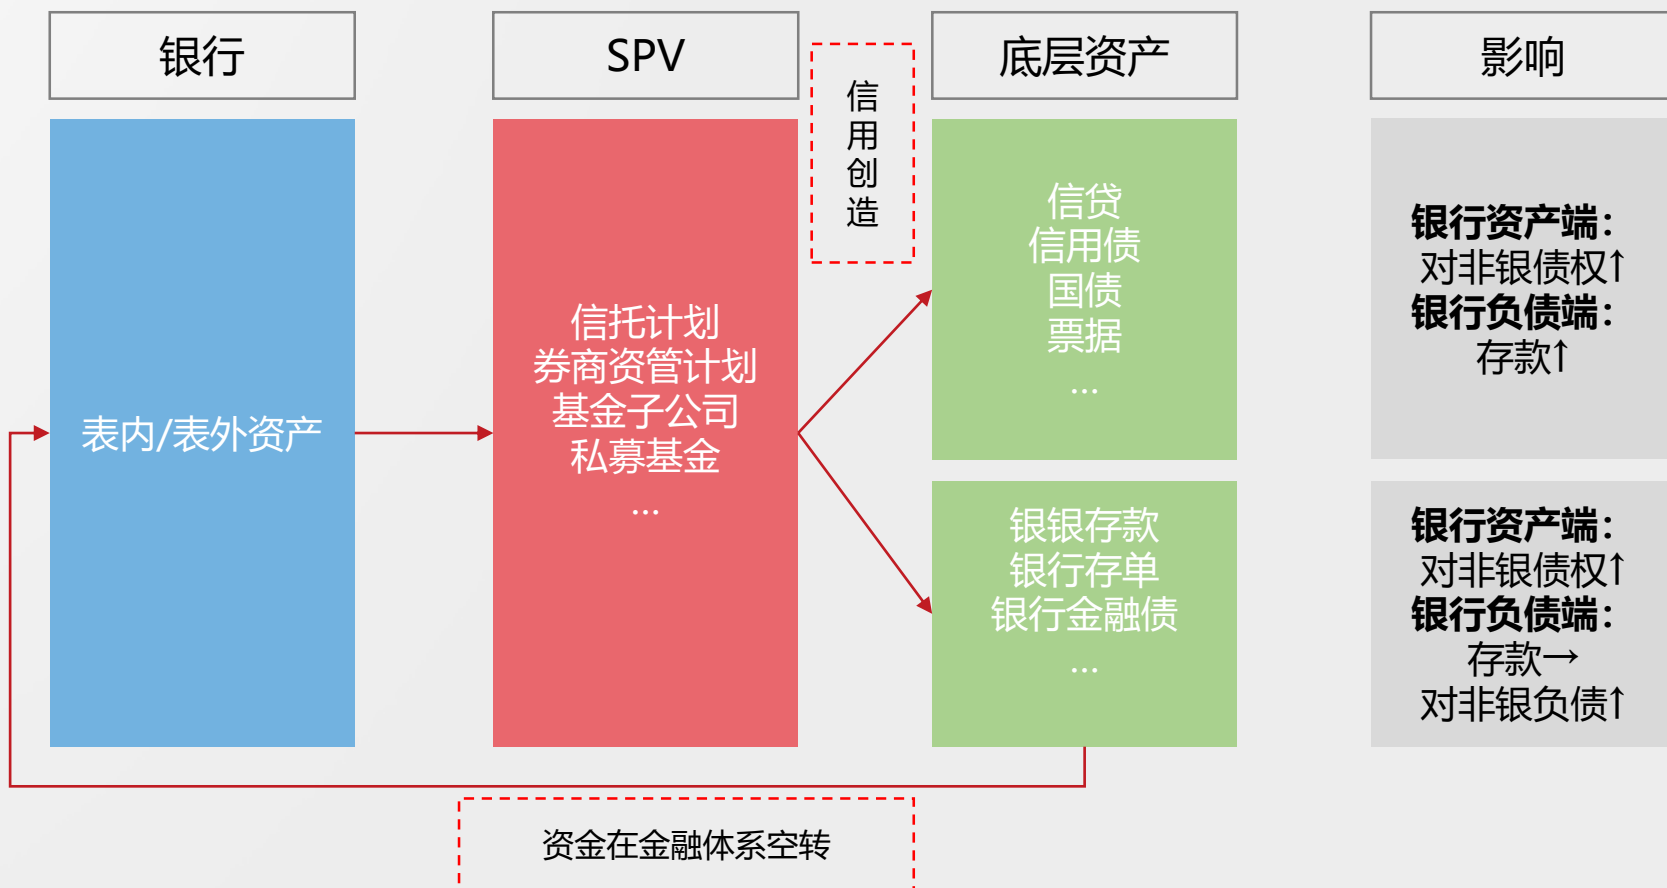 银行
SPV
底层资产
影响
信
用
创
造
表内/表外资产
信托计划
券商资管计划
基金子公司
私募基金
...
信贷
信用债
国债
票据
...
银银存款
银行存单
银行金融债
...
银行资产端：
对非银债权↑
银行负债端：
存款↑
银行资产端：
对非银债权↑
银行负债端：
存款→
对非银负债↑
资金在金融体系空转